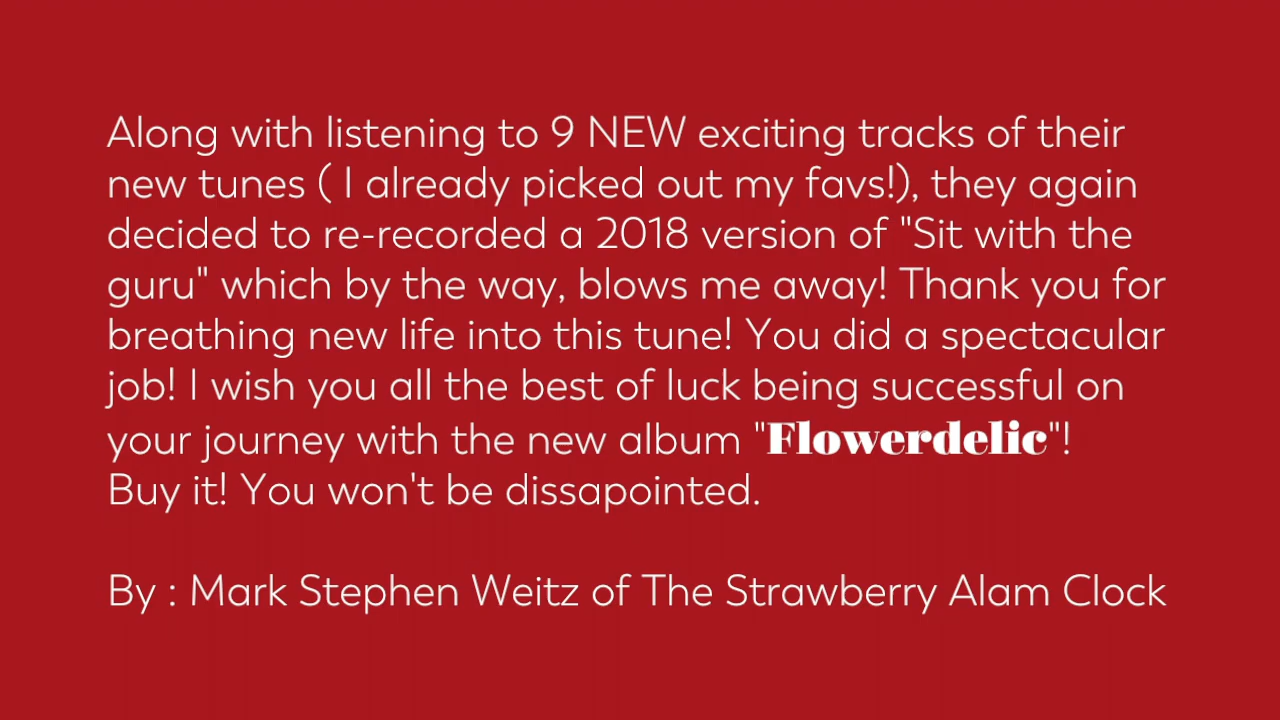 Along with listening to 9 NEW exciting tracks of their
new tunes ( I already picked out my favs!), they again
decided to re-recorded a 2018 version of "Sit with the
guru" which by the way, blows me away! Thank you for
breathing new life into this tune! You did a spectacular
job! I wish you all the best of luck being successful on
your journey with the new album "Flowerdelic"!
Buy it! You won't be dissapointed.
By : Mark Stephen Weitz of The Strawberry Alam Clock